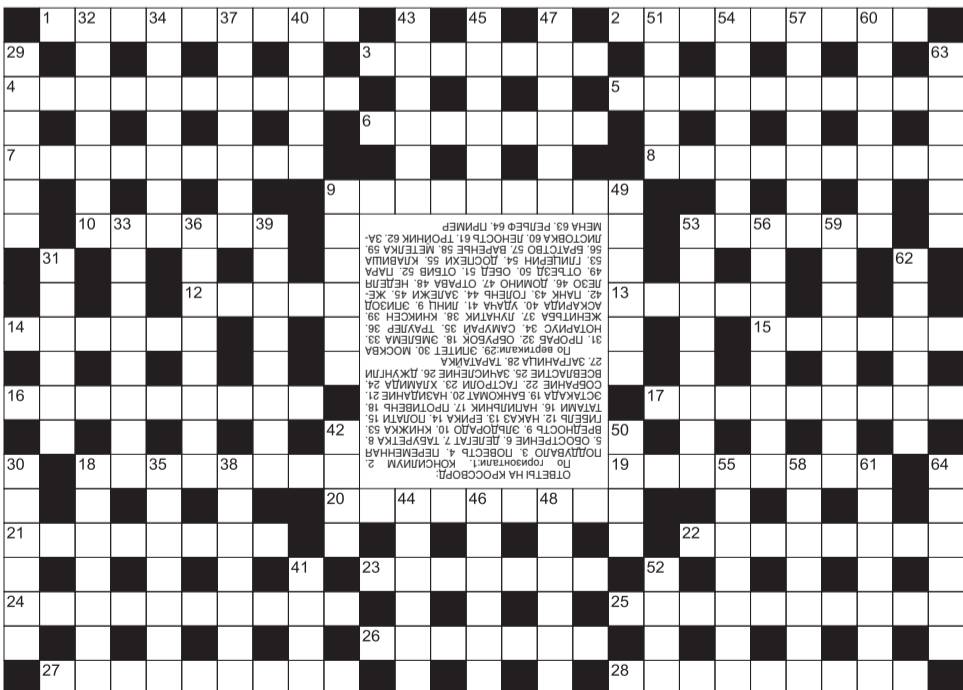 1 32 34 37 40 43 45 47 2 51 54 57 60
29 3 63
4 5
6
7 8
9 49
10 33 36 39 53 56 59
31 62
12 13
14 15
16 17
42 50
30 18 35 38 19 55 58 61 64
20 44 46 48
21 22
41 23 52
24 25
26
27 28
ОТВЕТЫ НА КРОССВОРД:
По горизонтали:1. КОНСИЛИУМ 2.
ПОДДУВАЛО 3. ПОВЕСТЬ 4. ПЕРЕМЕННАЯ
5. ОБОСТРЕНИЕ 6. ДЕЛЕГАТ 7. ТАБУРЕТКА 8.
ВРЕДНОСТЬ 9. ЭЛЬДОРАДО 10. КНИЖКА 53.
ГИБЕЛЬ 12. НАКАЗ 13. ЕРИКА 14. ПОЛАТИ 15.
ТАТАМИ 16. НАПИЛЬНИК 17. ПРОТИВЕНЬ 18.
ЭСТАКАДА 19. БАНКОМАТ 20. НАЗИДАНИЕ 21.
СОБРАНИЕ 22. ГАСТРОЛИ 23. ХЛАМИДА 24.
ВСЕВЛАСТИЕ 25. ЗАЧИСЛЕНИЕ 26. ДЖУНГЛИ
27. ЗАГРАНИЦА 28. ТАРАТАЙКА
По вертикали:29. ЭПИТЕТ 30. МОСКВА
31. ПРОРАБ 32. ОБРУБОК 18. ЭМБЛЕМА 33.
НОТАРИУС 34. САМУРАЙ 35. ТРАУЛЕР 36.
ЖЕНИТЬБА 37. ЛУНАТИК 38. КНИКСЕН 39.
АСКАРИДА 40. УДАЧА 41. ЛИНЦ 9. ЭПИЗОД
42. ПАНК 43. ГОЛЕНЬ 44. ЗАЛЕЖИ 45. ЖЕ-
ЛЕЗО 46. ДОМИНО 47. ОТРАВА 48. НЕДЕЛЯ
49. ОТЪЕЗД 50. ОБЕД 51. ОТБИВ 52. ПАРА
53. ГЛИЦЕРИН 54. ДОСПЕХИ 55. КЛАВИША
56. БРАТСТВО 57. ВАРЕНЬЕ 58. МЕТЕЛКА 59.
ЛИСТОВКА 60. ЛЕНОСТЬ 61. ТРОЙНИК 62. ЗА-
МЕНА 63. РЕЛЬЕФ 64. ПРИМЕР